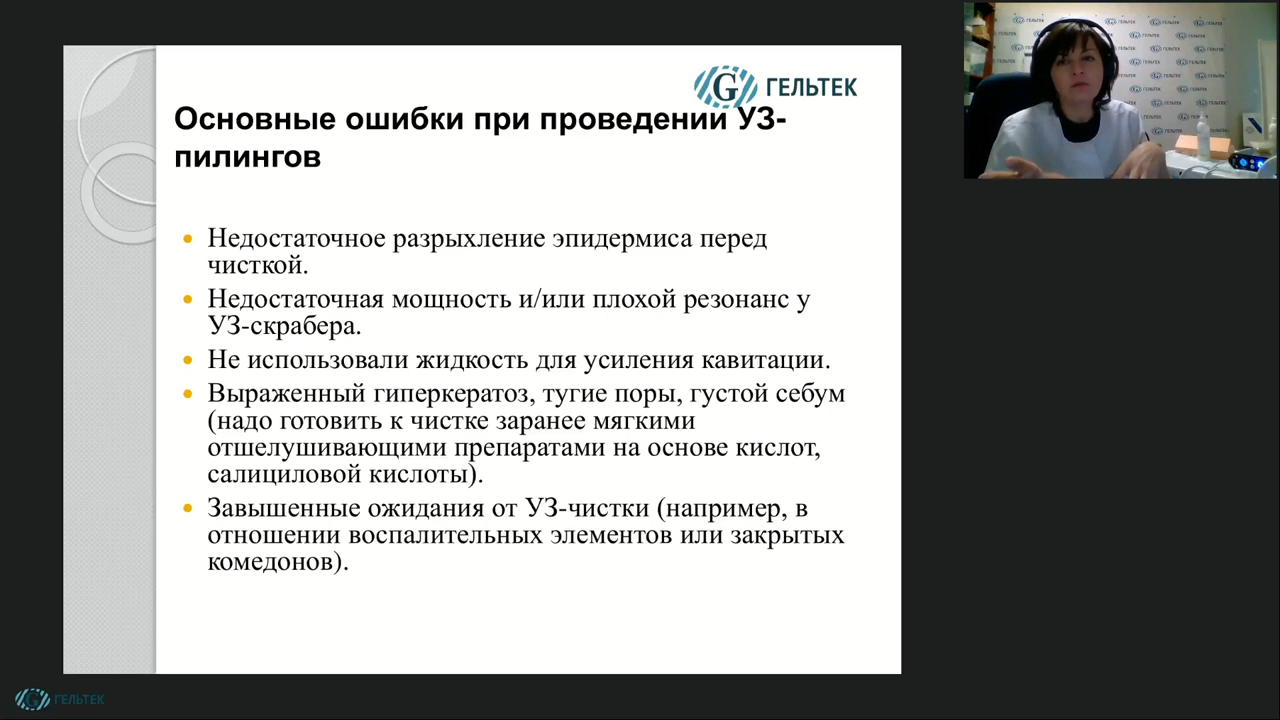 ГЕЛЬТЕК
Основные ошибки при проведении УЗ-
пилингов
Недостаточное разрыхление эпидермиса перед
чисткой.
Недостаточная мощность и/или плохой резонанс у
УЗ-скрабера.
Не использовали жидкость для усиления кавитации.
Выраженный гиперкератоз, тугие поры, густой себум
(надо готовить к чистке заранее мягкими
отшелушивающими препаратами на основе кислот,
салициловой кислоты).
Завышенные ожидания от УЗ-чистки (например, в
отношении воспалительных элементов или закрытых
комедонов).
ГЕЛЬТЕК